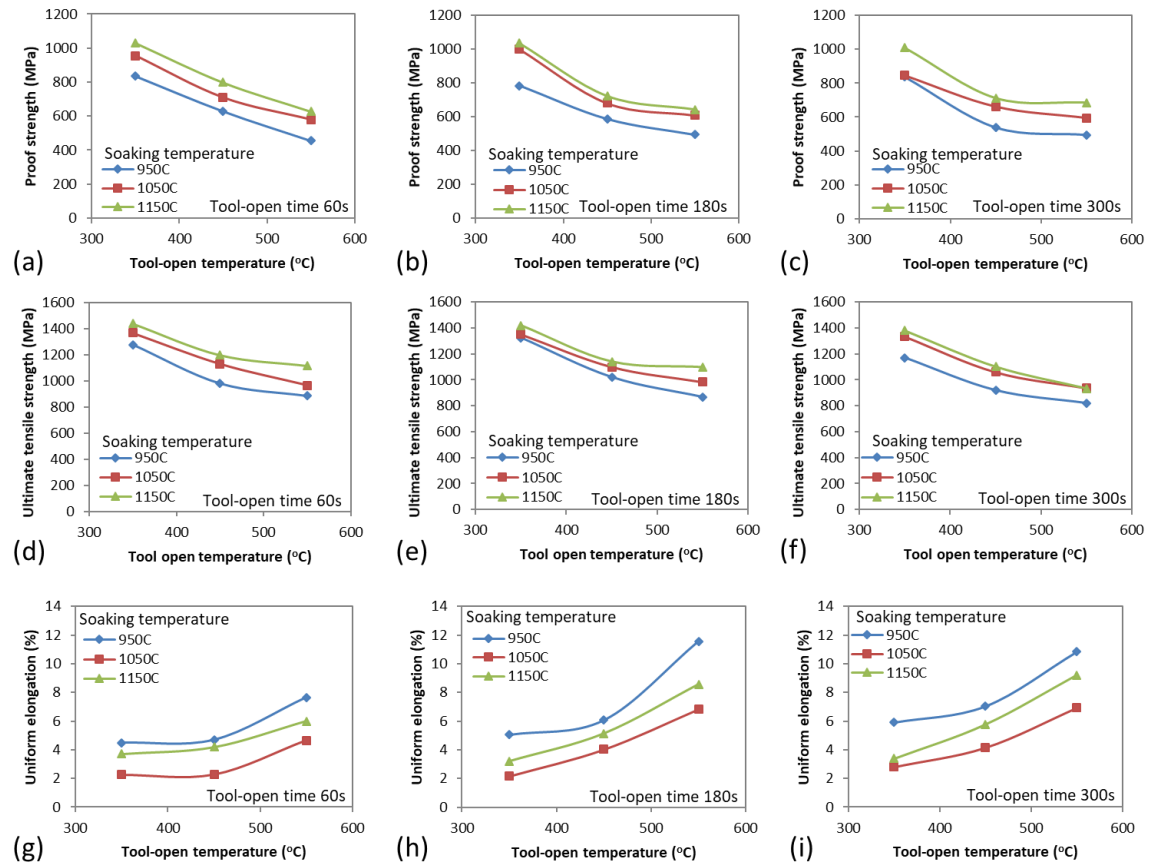 1200
1000
800
600
400
200
0
Proof strength (MPa)
Soaking temperature
950C
1050C
1150C
Tool-open time 60s
300 400 500 600
Tool-open temperature (°C)
(a)
1200
1000
800
600
400
200
0
Proof strength (MPa)
Soaking temperature
950C
1050C
1150C
Tool-open time 180s
300 400 500 600
Tool-open temperature (°C)
(b)
1200
1000
800
600
400
200
0
Proof strength (MPa)
Soaking temperature
950C
1050C
1150C
Tool-open time 300s
300 400 500 600
Tool-open temperature (°C)
(c)
1600
1400
1200
1000
800
600
400
200
0
Ultimate tensile strength (MPa)
Soaking temperature
950C
1050C
1150C
Tool-open time 60s
300 400 500 600
Tool open temperature (°C)
(d)
1600
1400
1200
1000
800
600
400
200
0
Ultimate tensile strength (MPa)
Soaking temperature
950C
1050C
1150C
Tool-open time 180s
300 400 500 600
Tool open temperature (°C)
(e)
1600
1400
1200
1000
800
600
400
200
0
Ultimate tensile strength (MPa)
Soaking temperature
950C
1050C
1150C
Tool-open time 300s
300 400 500 600
Tool open temperature (°C)
(f)
14
12
10
8
6
4
2
0
Uniform elongation (%)
Soaking temperature
950C
1050C
1150C
Tool-open time 60s
300 400 500 600
Tool-open temperature (°C)
(g)
14
12
10
8
6
4
2
0
Uniform elongation (%)
Soaking temperature
950C
1050C
1150C
Tool-open time 180s
300 400 500 600
Tool-open temperature (°C)
(h)
14
12
10
8
6
4
2
0
Uniform elongation (%)
Soaking temperature
950C
1050C
1150C
Tool-open time 300s
300 400 500 600
Tool-open temperature (°C)
(i)